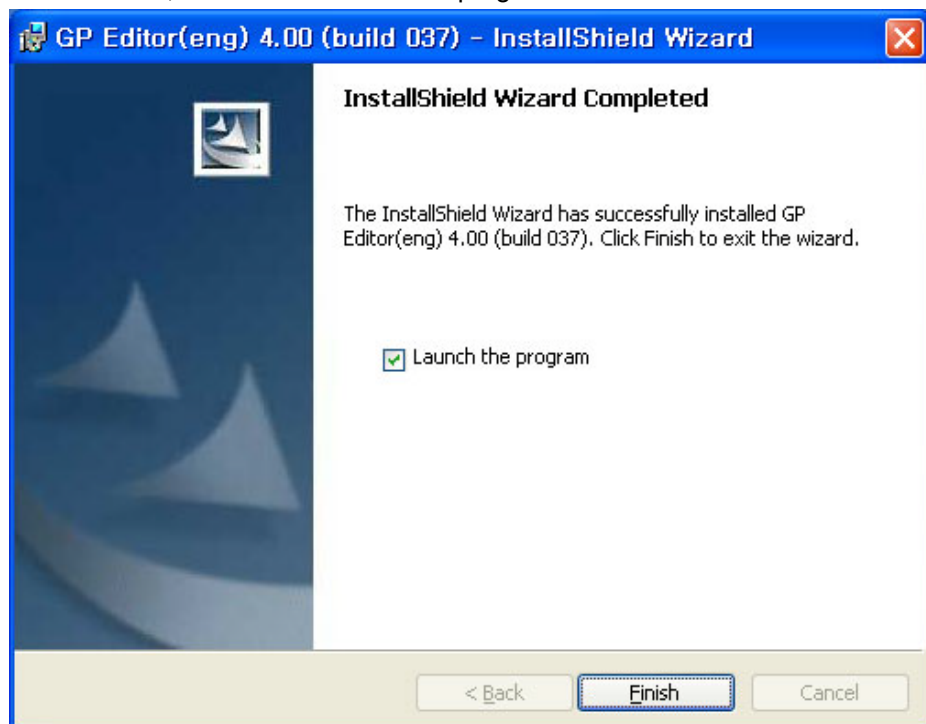 GP Editor(eng) 4.00 (build 037) - InstallShield Wizard
InstallShield Wizard Completed
The InstallShield Wizard has successfully installed GP
Editor(eng) 4.00 (build 037). Click Finish to exit the wizard.
Launch the program
< Back
Finish
Cancel